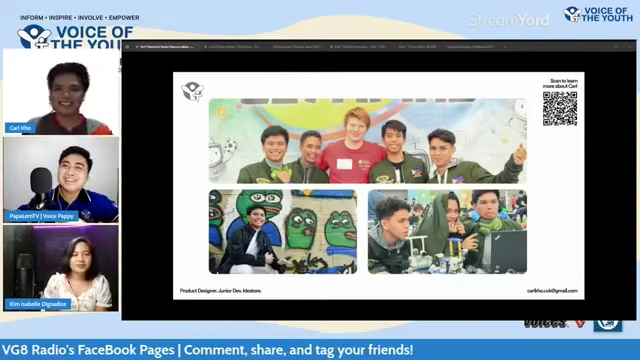 INFORM • INSPIRE • INVOLVE • EMPOWER
VOICE OF
THE YOUTH
StreamYard
VOICE OF
THE YOUTH
Scan to learn
more about Carl
Carl Kho
PapaLemTV | Voice Pappy
Kim Isabelle Dignadice
Product Designer. Junior Dev. Ideatore.
carlkho.cvk@gmail.com
VG8 Radio's FaceBook Pages | Comment, share, and tag your friends!